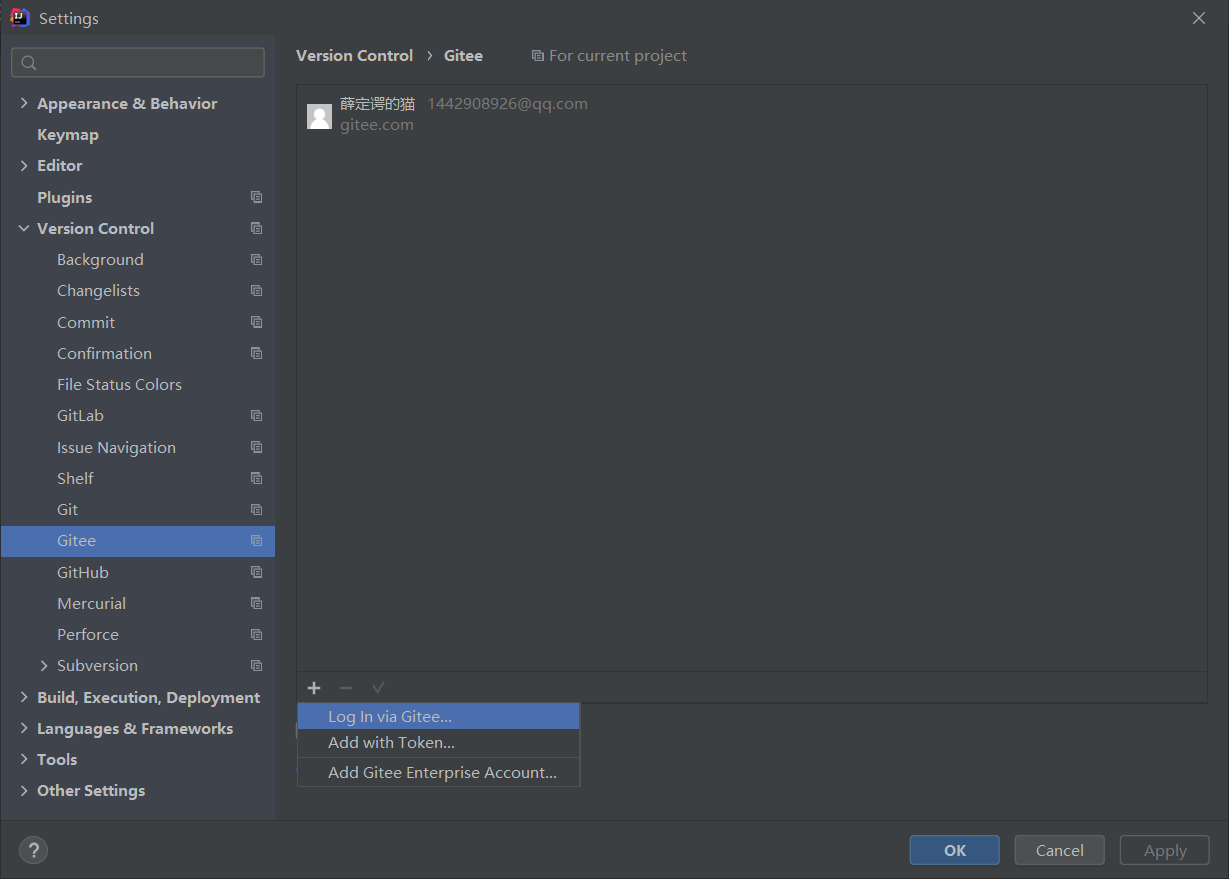 Settings
Version Control › Gitee For current project
Appearance & Behavior
Keymap
Editor
Plugins
Version Control
Background
Changelists
Commit
Confirmation
File Status Colors
GitLab
Issue Navigation
Shelf
Git
Gitee
GitHub
Mercurial
Perforce
Subversion
Build, Execution, Deployment
Languages & Frameworks
Tools
Other Settings
薛定谔的猫 1442908926@qq.com
gitee.com
Log In via Gitee...
Add with Token...
Add Gitee Enterprise Account...
?
OK
Cancel
Apply